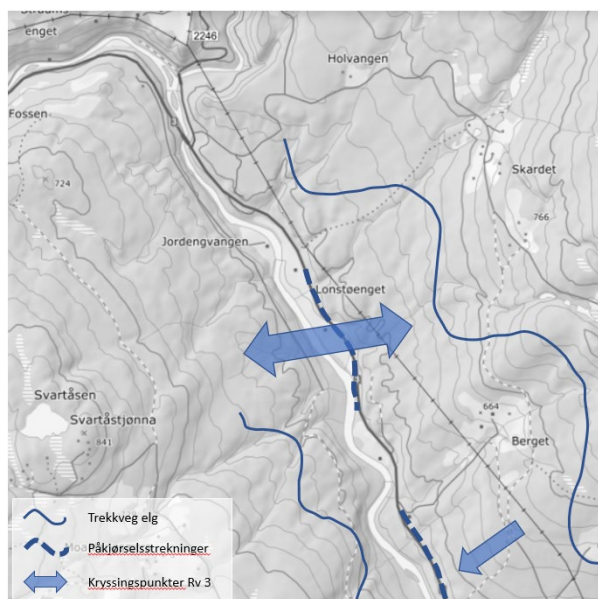 enget
2246
Holvangen
Fossen
Skardet
724
766
Jordengvangen
Lonstøenget
Svartåsen
Svartåstjønna
841
664
Berget
Trekkveg elg
Påkjørselsstrekninger
Kryssingspunkter Rv 3